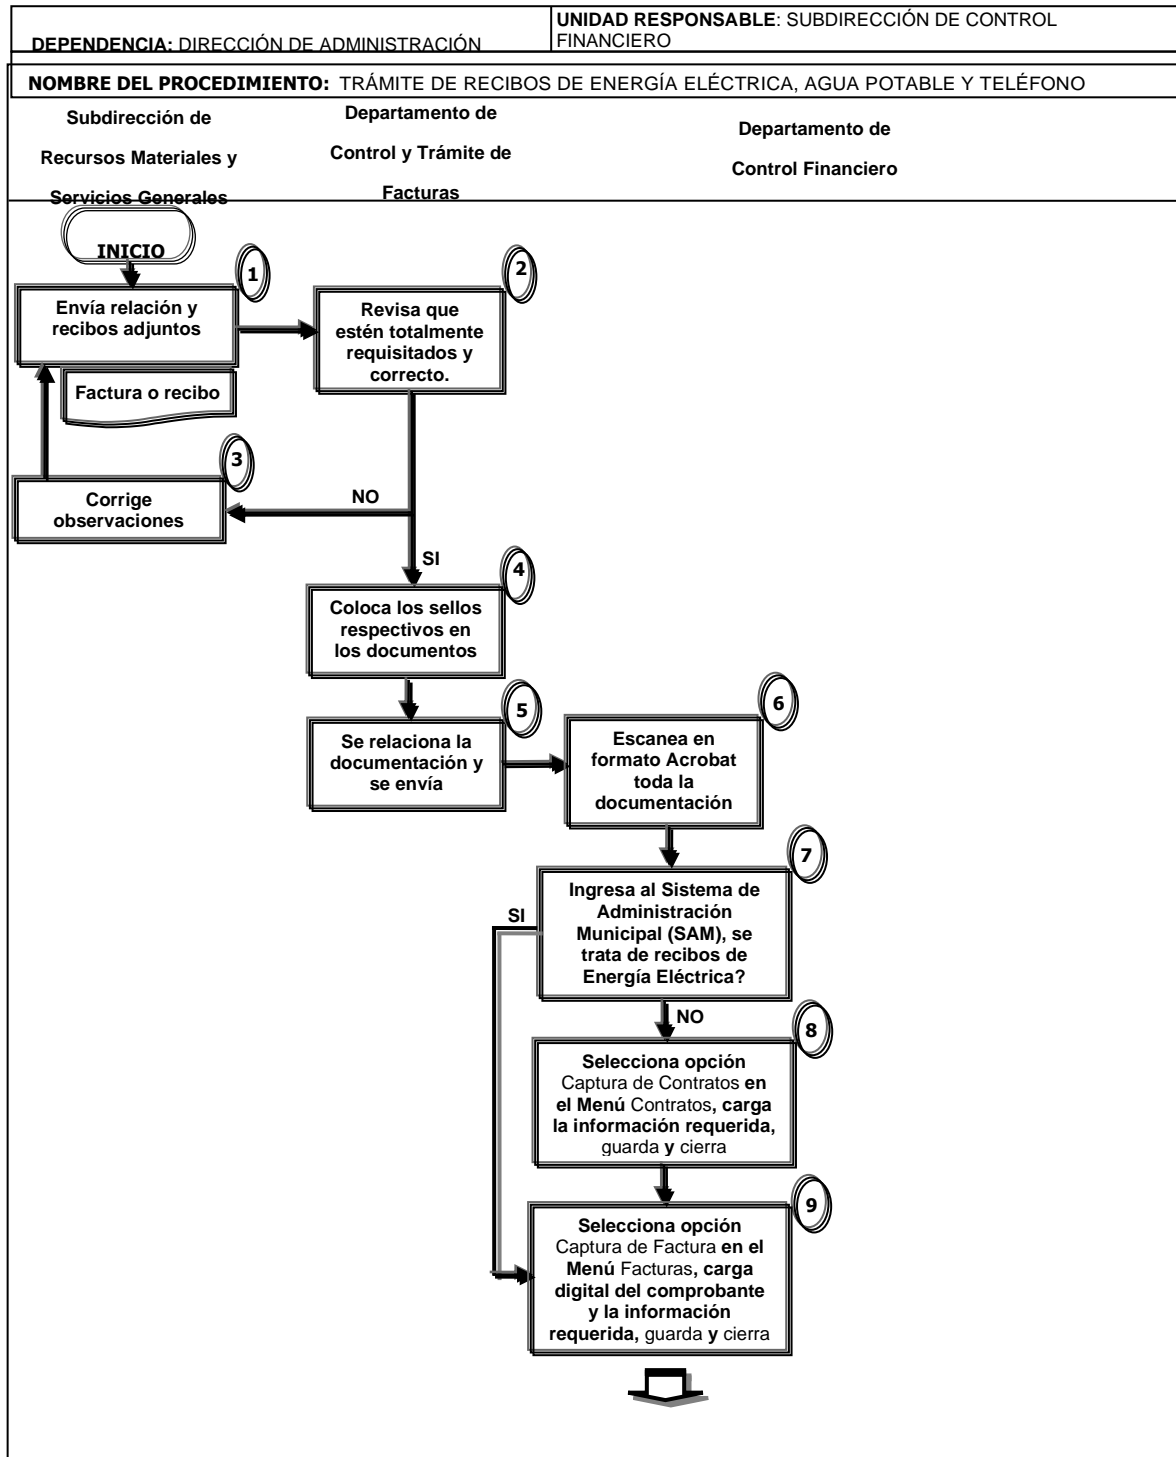 DEPENDENCIA: DIRECCIÓN DE ADMINISTRACIÓN
UNIDAD RESPONSABLE: SUBDIRECCIÓN DE CONTROL
FINANCIERO
NOMBRE DEL PROCEDIMIENTO: TRÁMITE DE RECIBOS DE ENERGÍA ELÉCTRICA, AGUA POTABLE Y TELÉFONO
Subdirección de
Recursos Materiales y
Servicios Generales
Departamento de
Control y Trámite de
Facturas
Departamento de
Control Financiero
INICIO
1
Envía relación y
recibos adjuntos
Factura o recibo
2
Revisa que
estén totalmente
requisitados y
correcto.
3
Corrige
observaciones
NO
SI
4
Coloca los sellos
respectivos en
los documentos
5
Se relaciona la
documentación y
se envía
6
Escanea en
formato Acrobat
toda la
documentación
7
Ingresa al Sistema de
Administración
Municipal (SAM), se
trata de recibos de
Energía Eléctrica?
SI
NO
8
Selecciona opción
Captura de Contratos en
el Menú Contratos, carga
la información requerida,
guarda y cierra
9
Selecciona opción
Captura de Factura en el
Menú Facturas, carga
digital del comprobante
y la información
requerida, guarda y cierra